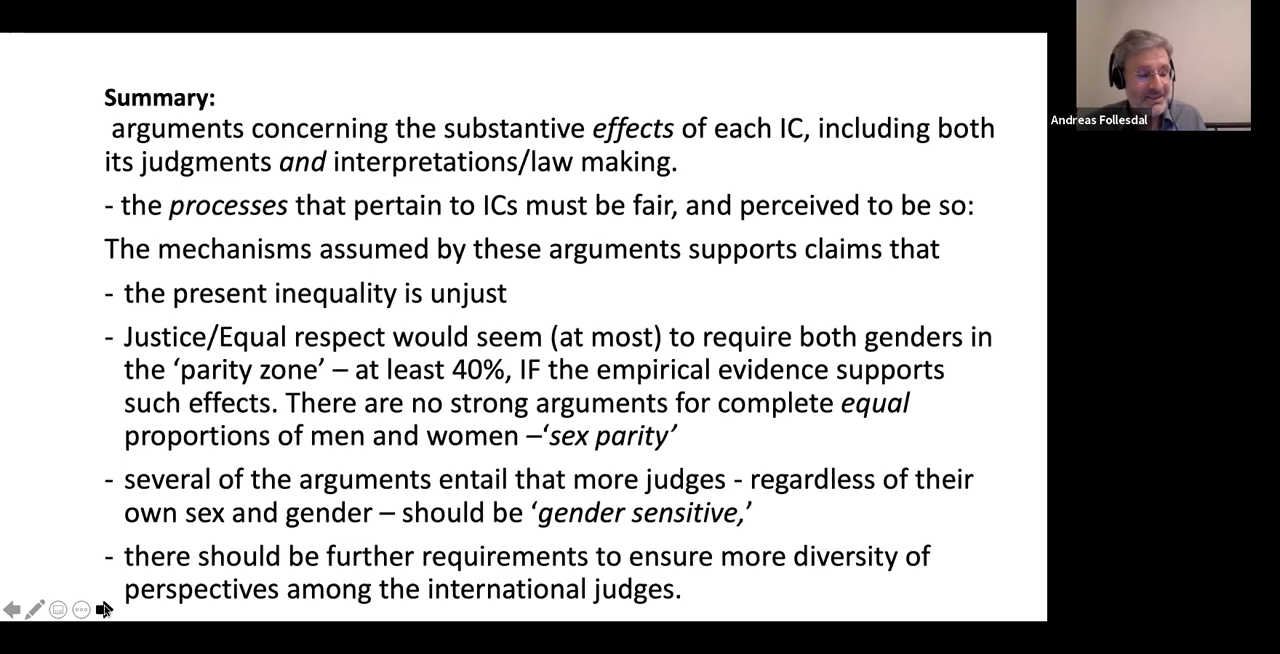 Summary:
arguments concerning the substantive effects of each IC, including both
its judgments and interpretations/law making.
- the processes that pertain to ICs must be fair, and perceived to be so:
The mechanisms assumed by these arguments supports claims that
- the present inequality is unjust
- Justice/Equal respect would seem (at most) to require both genders in
the ‘parity zone’ – at least 40%, IF the empirical evidence supports
such effects. There are no strong arguments for complete equal
proportions of men and women –‘sex parity’
- several of the arguments entail that more judges - regardless of their
own sex and gender – should be ‘gender sensitive,’
- there should be further requirements to ensure more diversity of
perspectives among the international judges.
Andreas Follesdal